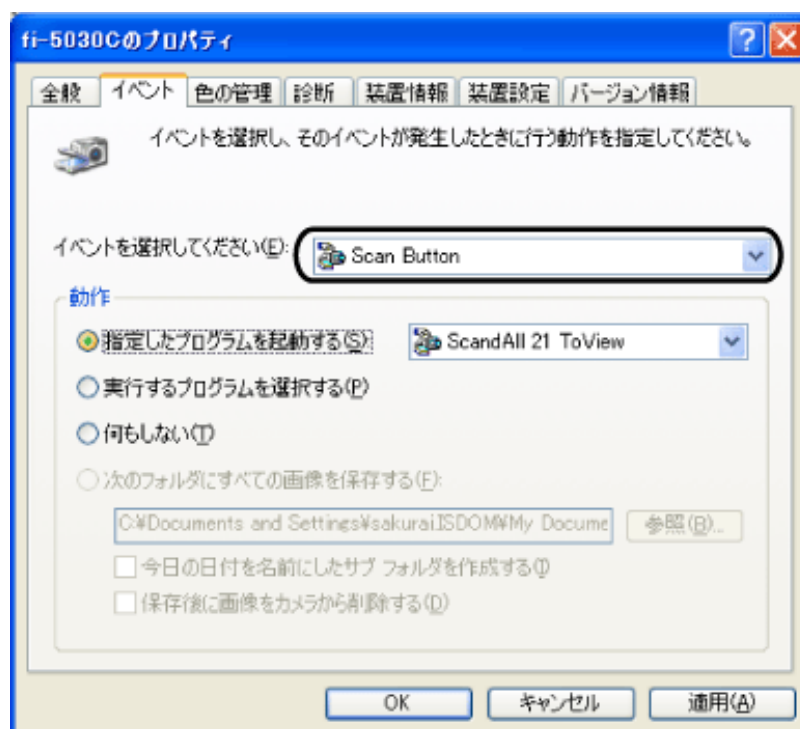 fi-5030Cのプロパティ
全般 イベント 色の管理 診断 装置情報 装置設定 バージョン情報
イベントを選択し、そのイベントが発生したときに行う動作を指定してください。
イベントを選択してください(E): Scan Button
動作
指定したプログラムを起動する(S): ScandAll 21 ToView
実行するプログラムを選択する(P)
何もしない(T)
次のフォルダにすべての画像を保存する(F):
C:¥Documents and Settings¥sakurai.ISDOM¥My Docume 参照(B)...
今日の日付を名前にしたサブ フォルダを作成する(I)
保存後に画像をカメラから削除する(D)
OK キャンセル 適用(A)